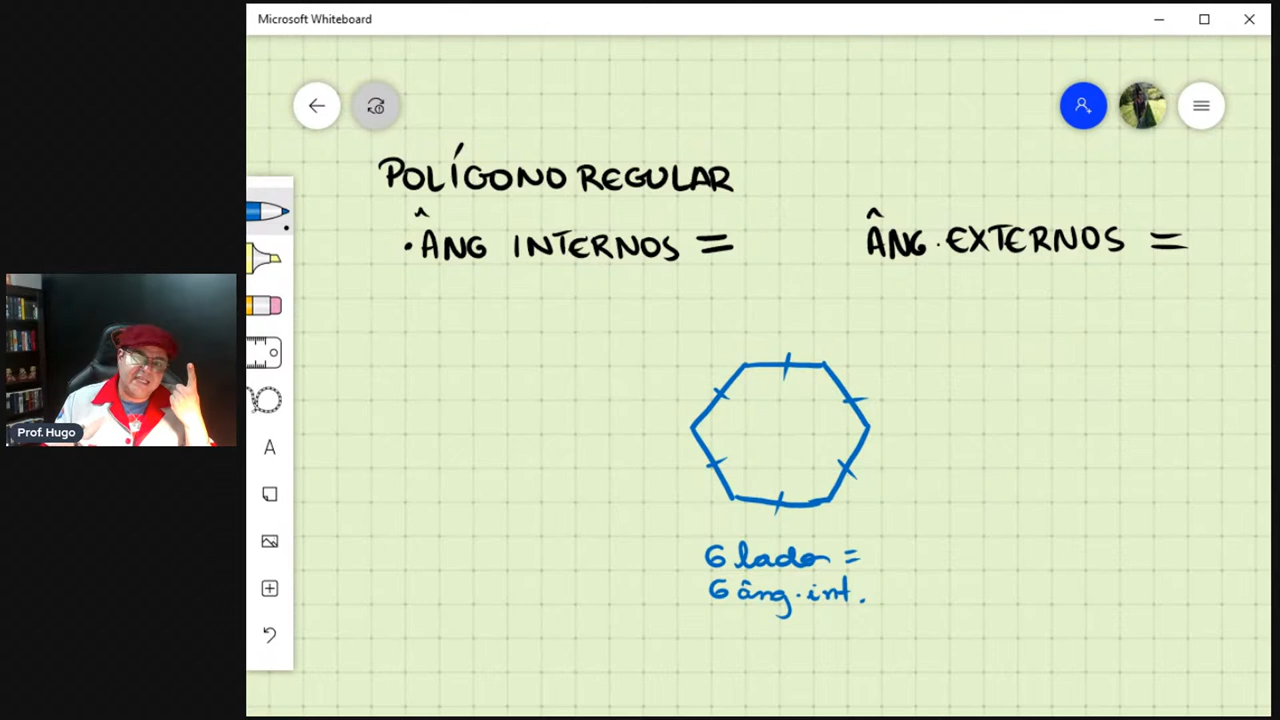 Microsoft Whiteboard
POLÍGONO REGULAR
• ÂNG INTERNOS =
ÂNG. EXTERNOS =
Prof. Hugo
A
6 lados =
6 âng. int.